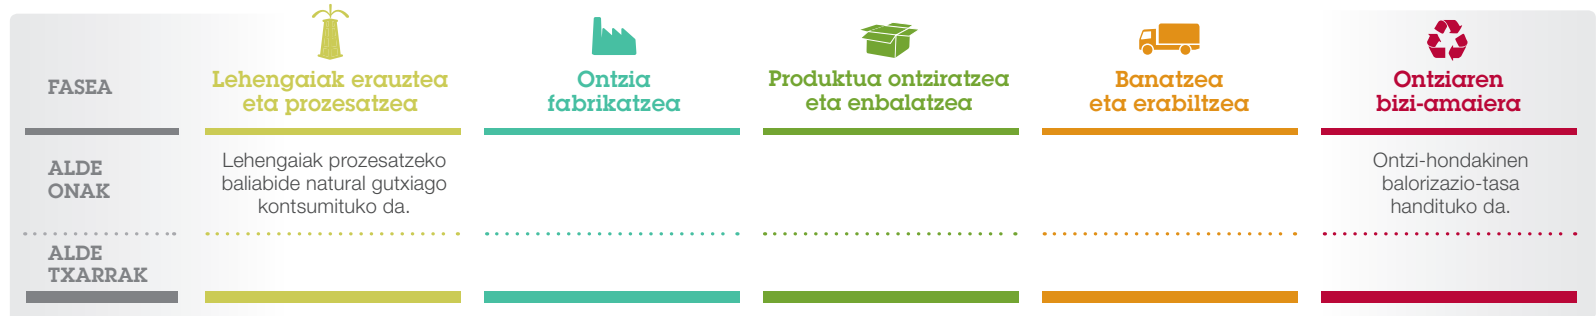 FASEA
Lehengaiak erauztea
eta prozesatzea
Ontzia
fabrikatzea
Produktua ontziratzea
eta enbalatzea
Banatzea
eta erabiltzea
Ontziaren
bizi-amaiera
ALDE
ONAK
Lehengaiak prozesatzeko
baliabide natural gutxiago
kontsumituko da.
Ontzi-hondakinen
balorizazio-tasa
handituko da.
ALDE
TXARRAK